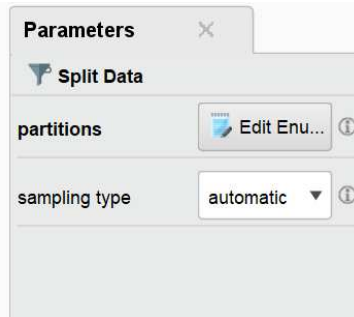 Parameters
Split Data
partitions
Edit Enu...
sampling type
automatic